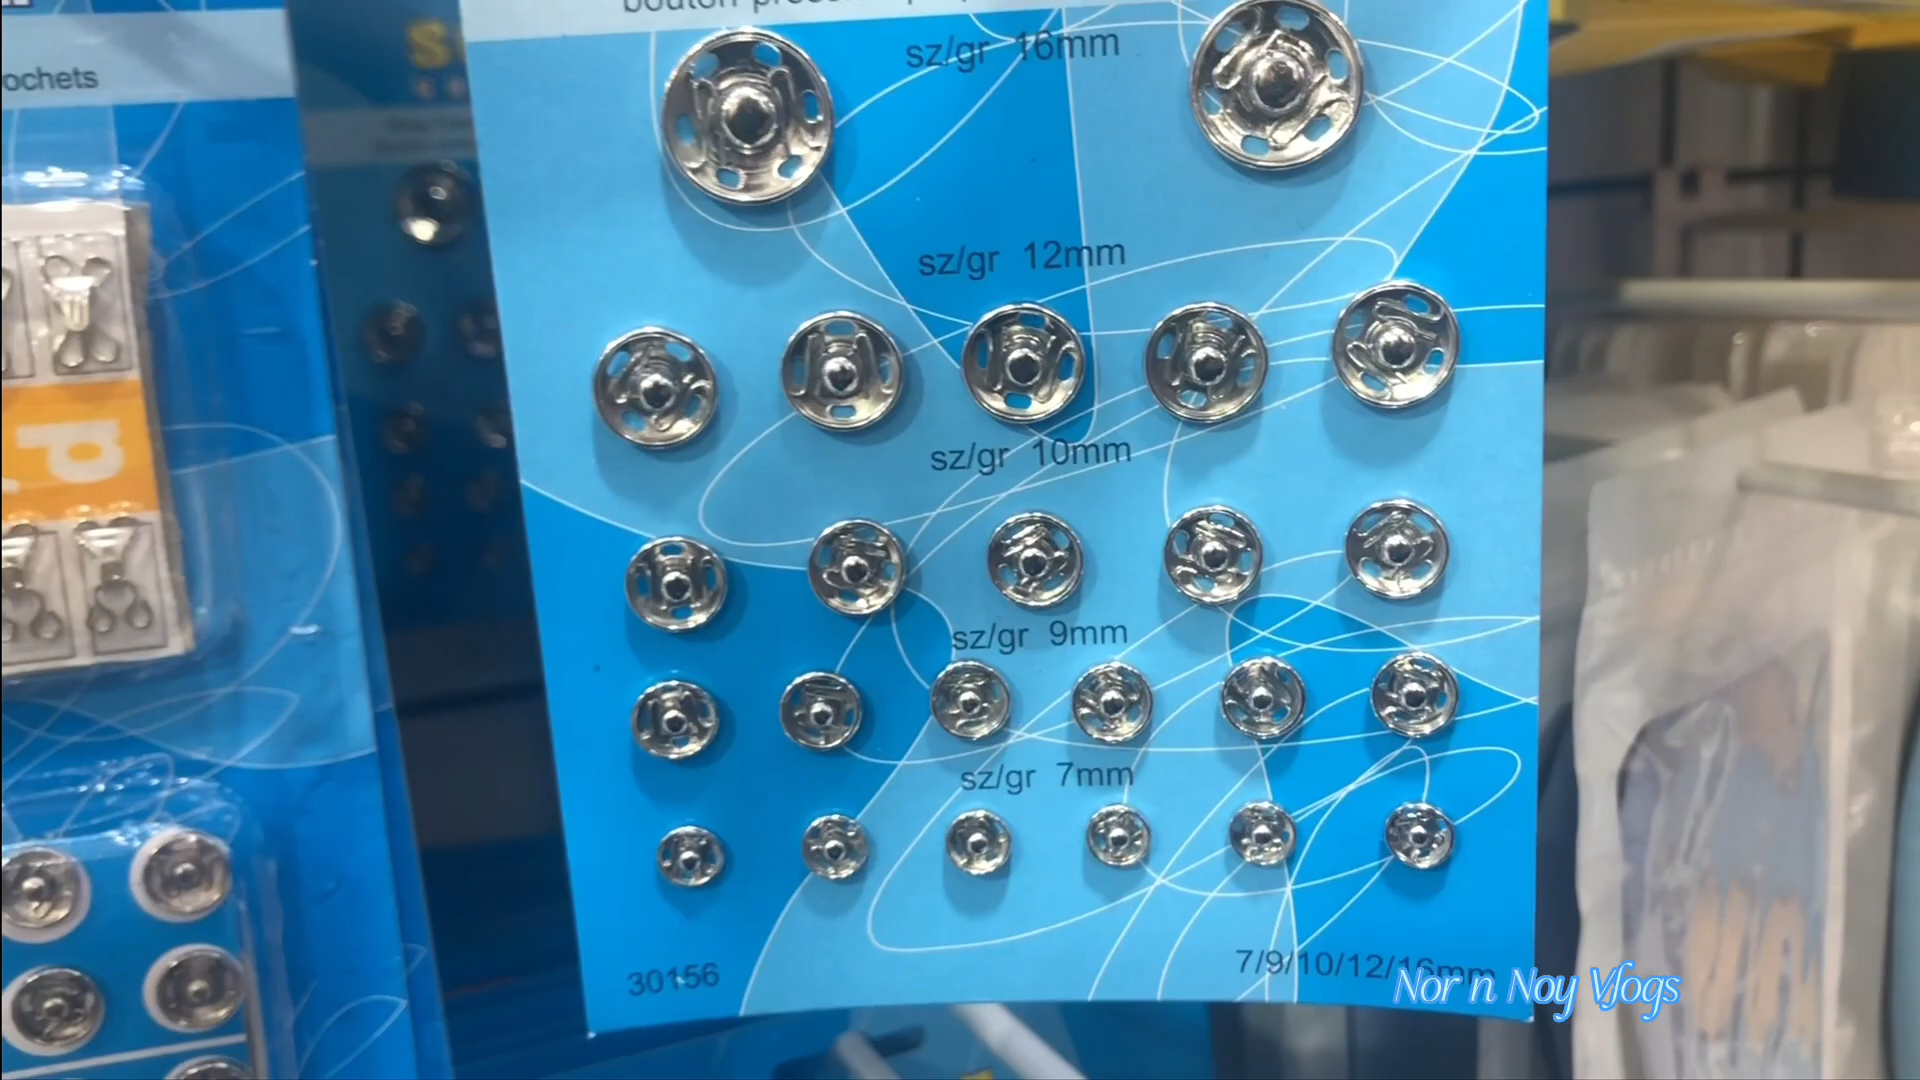 bouton
ochets
sz/gr 16mm
sz/gr 12mm
sz/gr 10mm
sz/gr 9mm
sz/gr 7mm
30156
7/9/10/12/16mm
Nor n Noy Vlogs